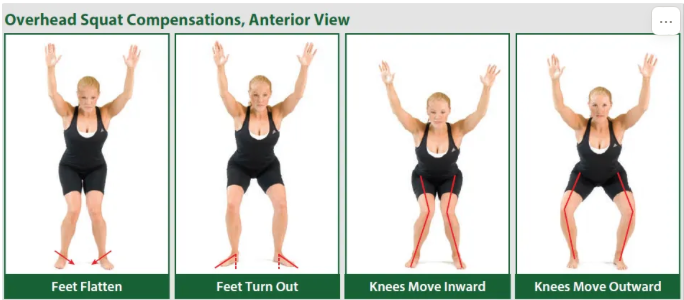 Overhead Squat Compensations, Anterior View
Feet Flatten
Feet Turn Out
Knees Move Inward
Knees Move Outward